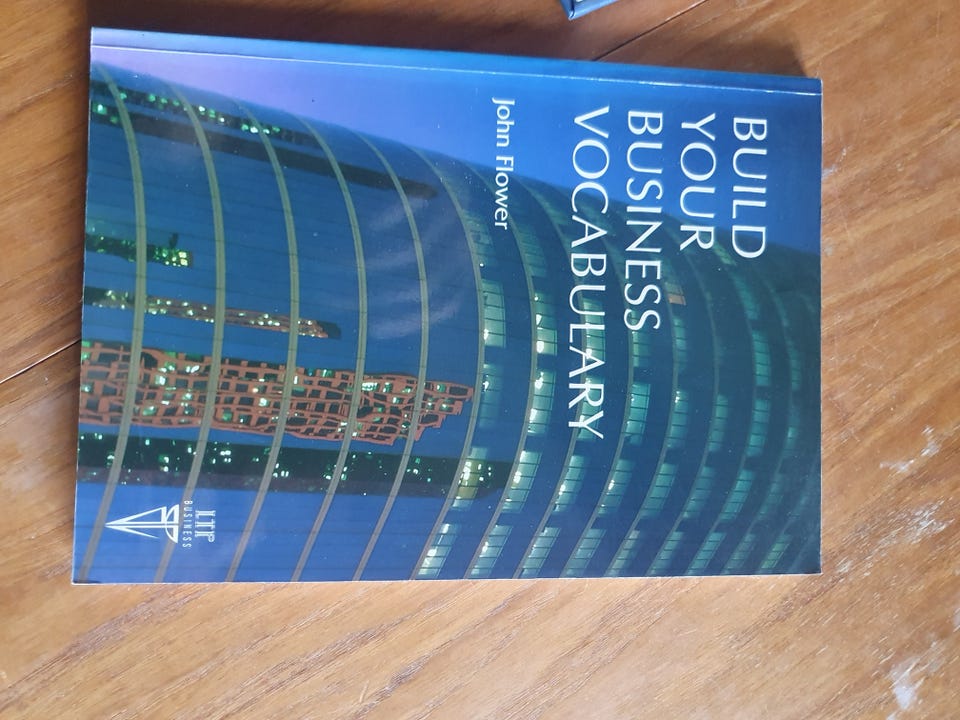 BUILD
YOUR
BUSINESS
VOCABULARY
John Flower
LTP
BUSINESS